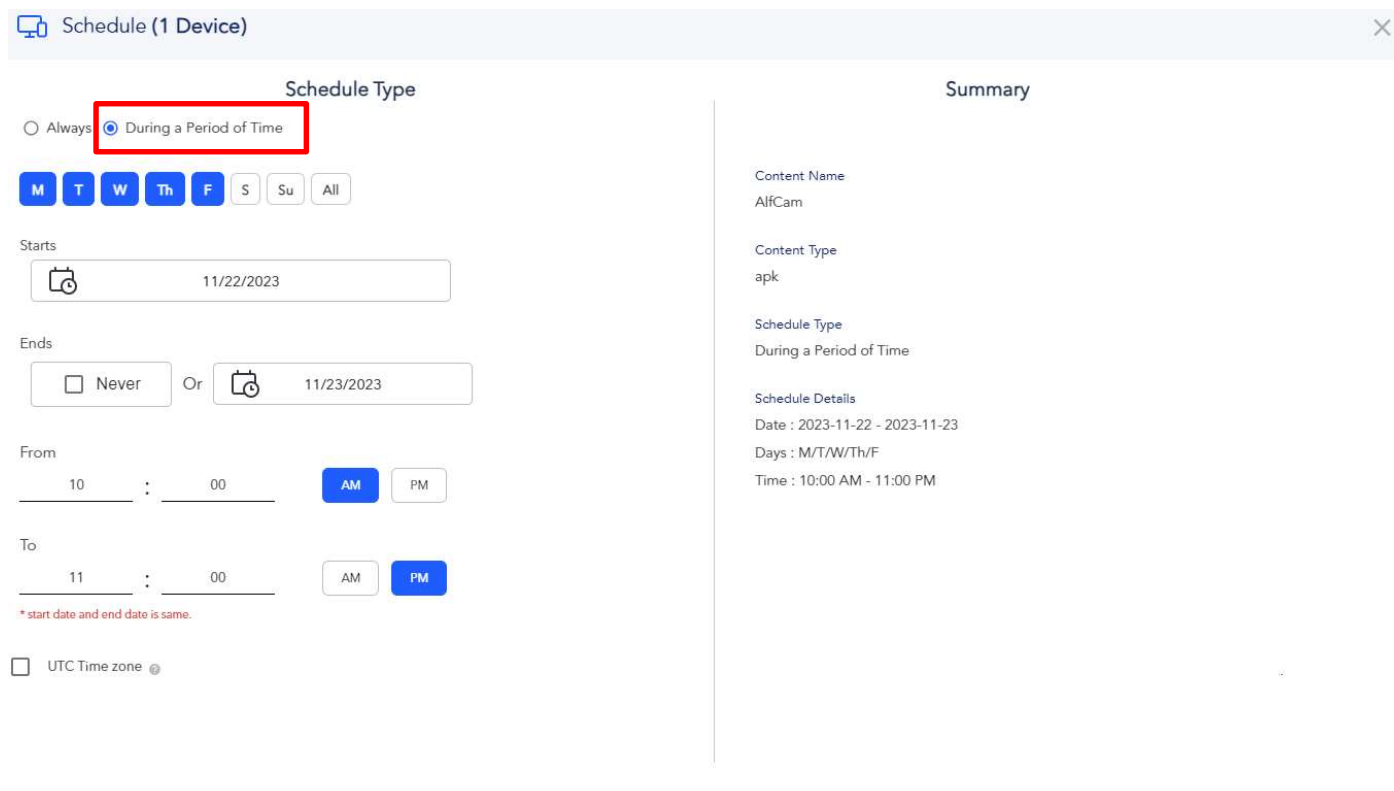 Schedule (1 Device)
Schedule Type
Always During a Period of Time
M T W Th F S Su All
Starts
11/22/2023
Ends
Never Or 11/23/2023
From
10 : 00 AM PM
To
11 : 00 AM PM
* start date and end date is same.
UTC Time zone ?
Summary
Content Name
AlfCam
Content Type
apk
Schedule Type
During a Period of Time
Schedule Details
Date : 2023-11-22 - 2023-11-23
Days : M/T/W/Th/F
Time : 10:00 AM - 11:00 PM